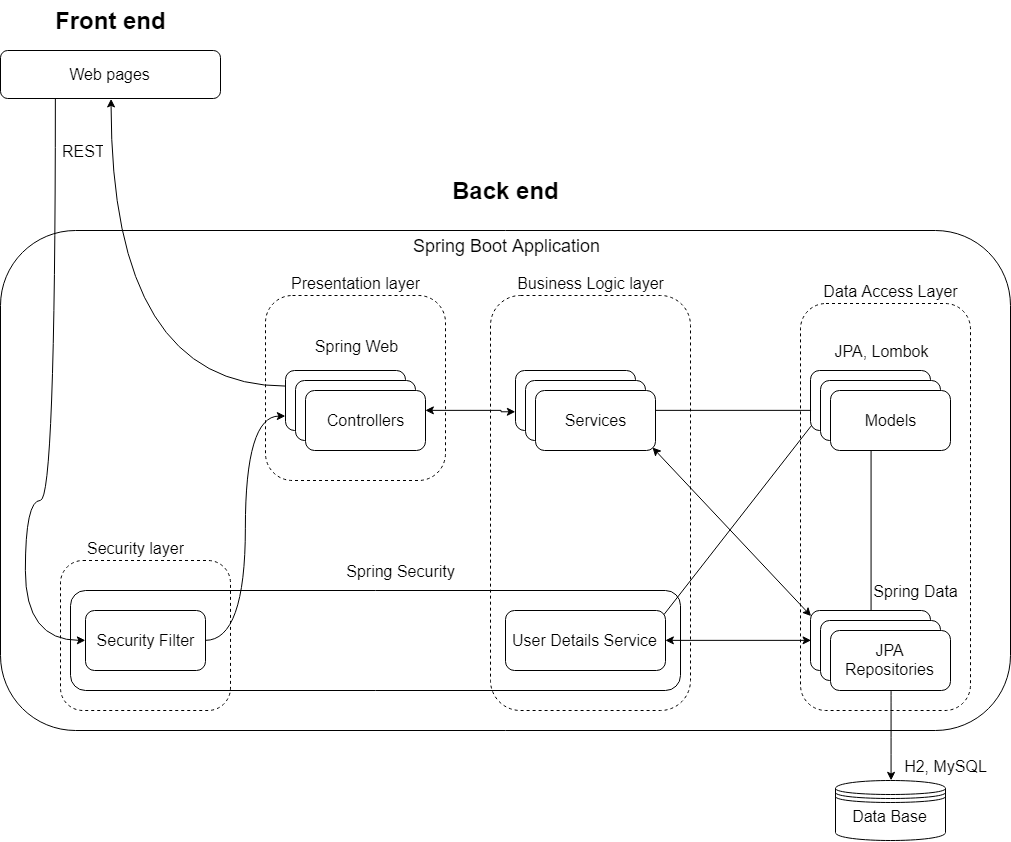 Front end
Web pages
REST
Back end
Spring Boot Application
Presentation layer
Business Logic layer
Data Access Layer
Spring Web
JPA, Lombok
Controllers
Services
Models
Security layer
Spring Security
Spring Data
Security Filter
User Details Service
JPA
Repositories
H2, MySQL
Data Base